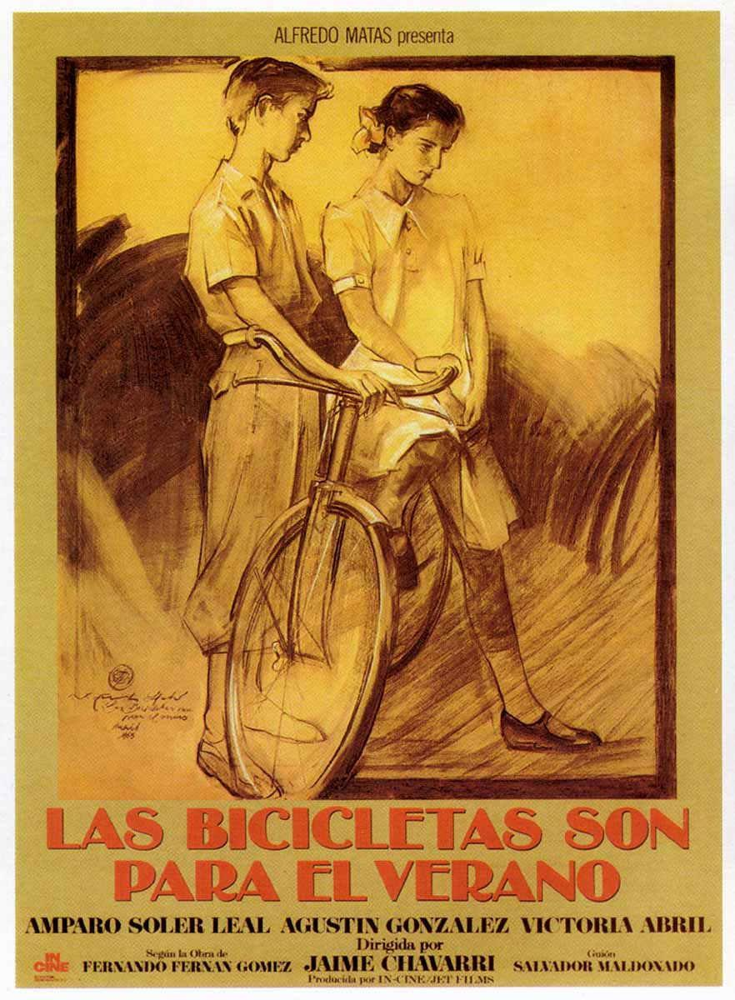 ALFREDO MATAS presenta
Madrid
LAS BICICLETAS SON
PARA EL VERANO
AMPARO SOLER LEAL AGUSTIN GONZALEZ VICTORIA ABRIL
Según la Obra de
FERNANDO FERNAN GOMEZ
Dirigida por
JAIME CHAVARRI
Producida por IN-CINE/JET FILMS
Guión
SALVADOR MALDONADO
IN
CINE